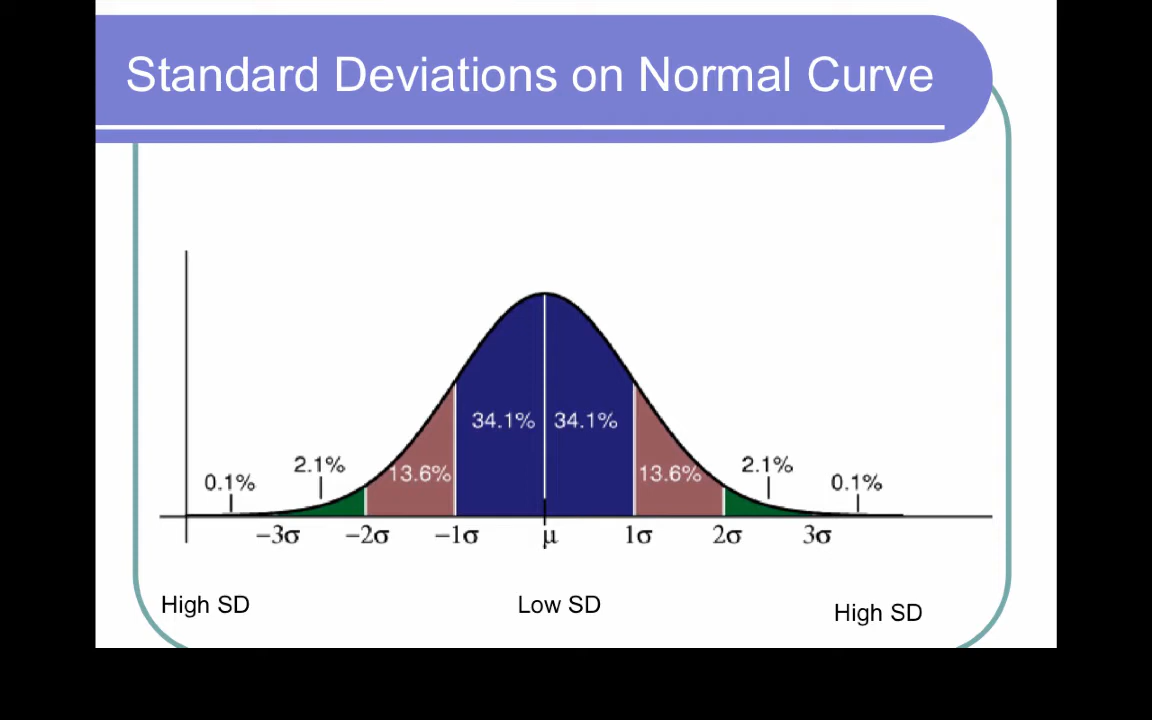 Standard Deviations on Normal Curve
34.1% 34.1%
0.1% 2.1% 13.6% 13.6% 2.1% 0.1%
−3σ −2σ −1σ μ 1σ 2σ 3σ
High SD Low SD High SD